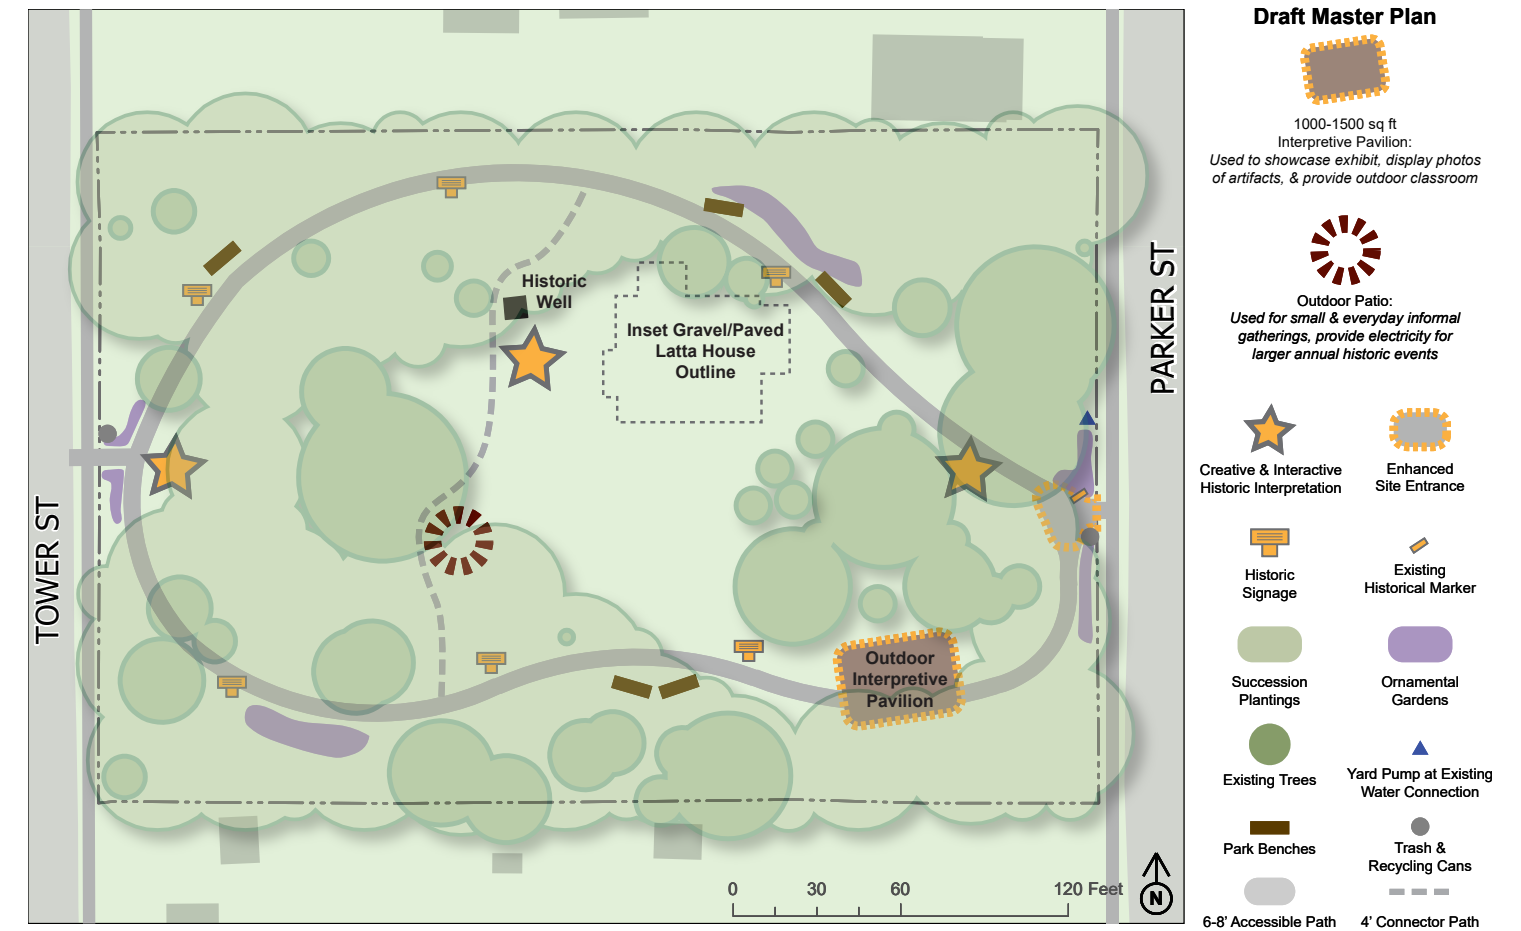 Draft Master Plan
1000-1500 sq ft
Interpretive Pavilion:
Used to showcase exhibit, display photos
of artifacts, & provide outdoor classroom
Outdoor Patio:
Used for small & everyday informal
gatherings, provide electricity for
larger annual historic events
Creative & Interactive
Historic Interpretation
Enhanced
Site Entrance
Historic
Signage
Existing
Historical Marker
Succession
Plantings
Ornamental
Gardens
Existing Trees
Yard Pump at Existing
Water Connection
Park Benches
Trash &
Recycling Cans
6-8' Accessible Path
4' Connector Path
TOWER ST
PARKER ST
Historic
Well
Inset Gravel/Paved
Latta House
Outline
Outdoor
Interpretive
Pavilion
0 30 60 120 Feet
N